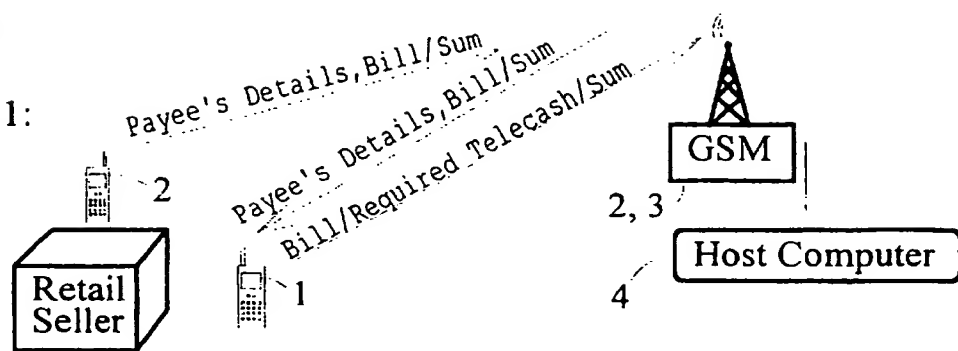 1:
Payee's Details,Bill/Sum
Payee's Details,Bill/Sum
Bill/Required Telecash/Sum
GSM
2
2, 3
Retail
Seller
1
4
Host Computer